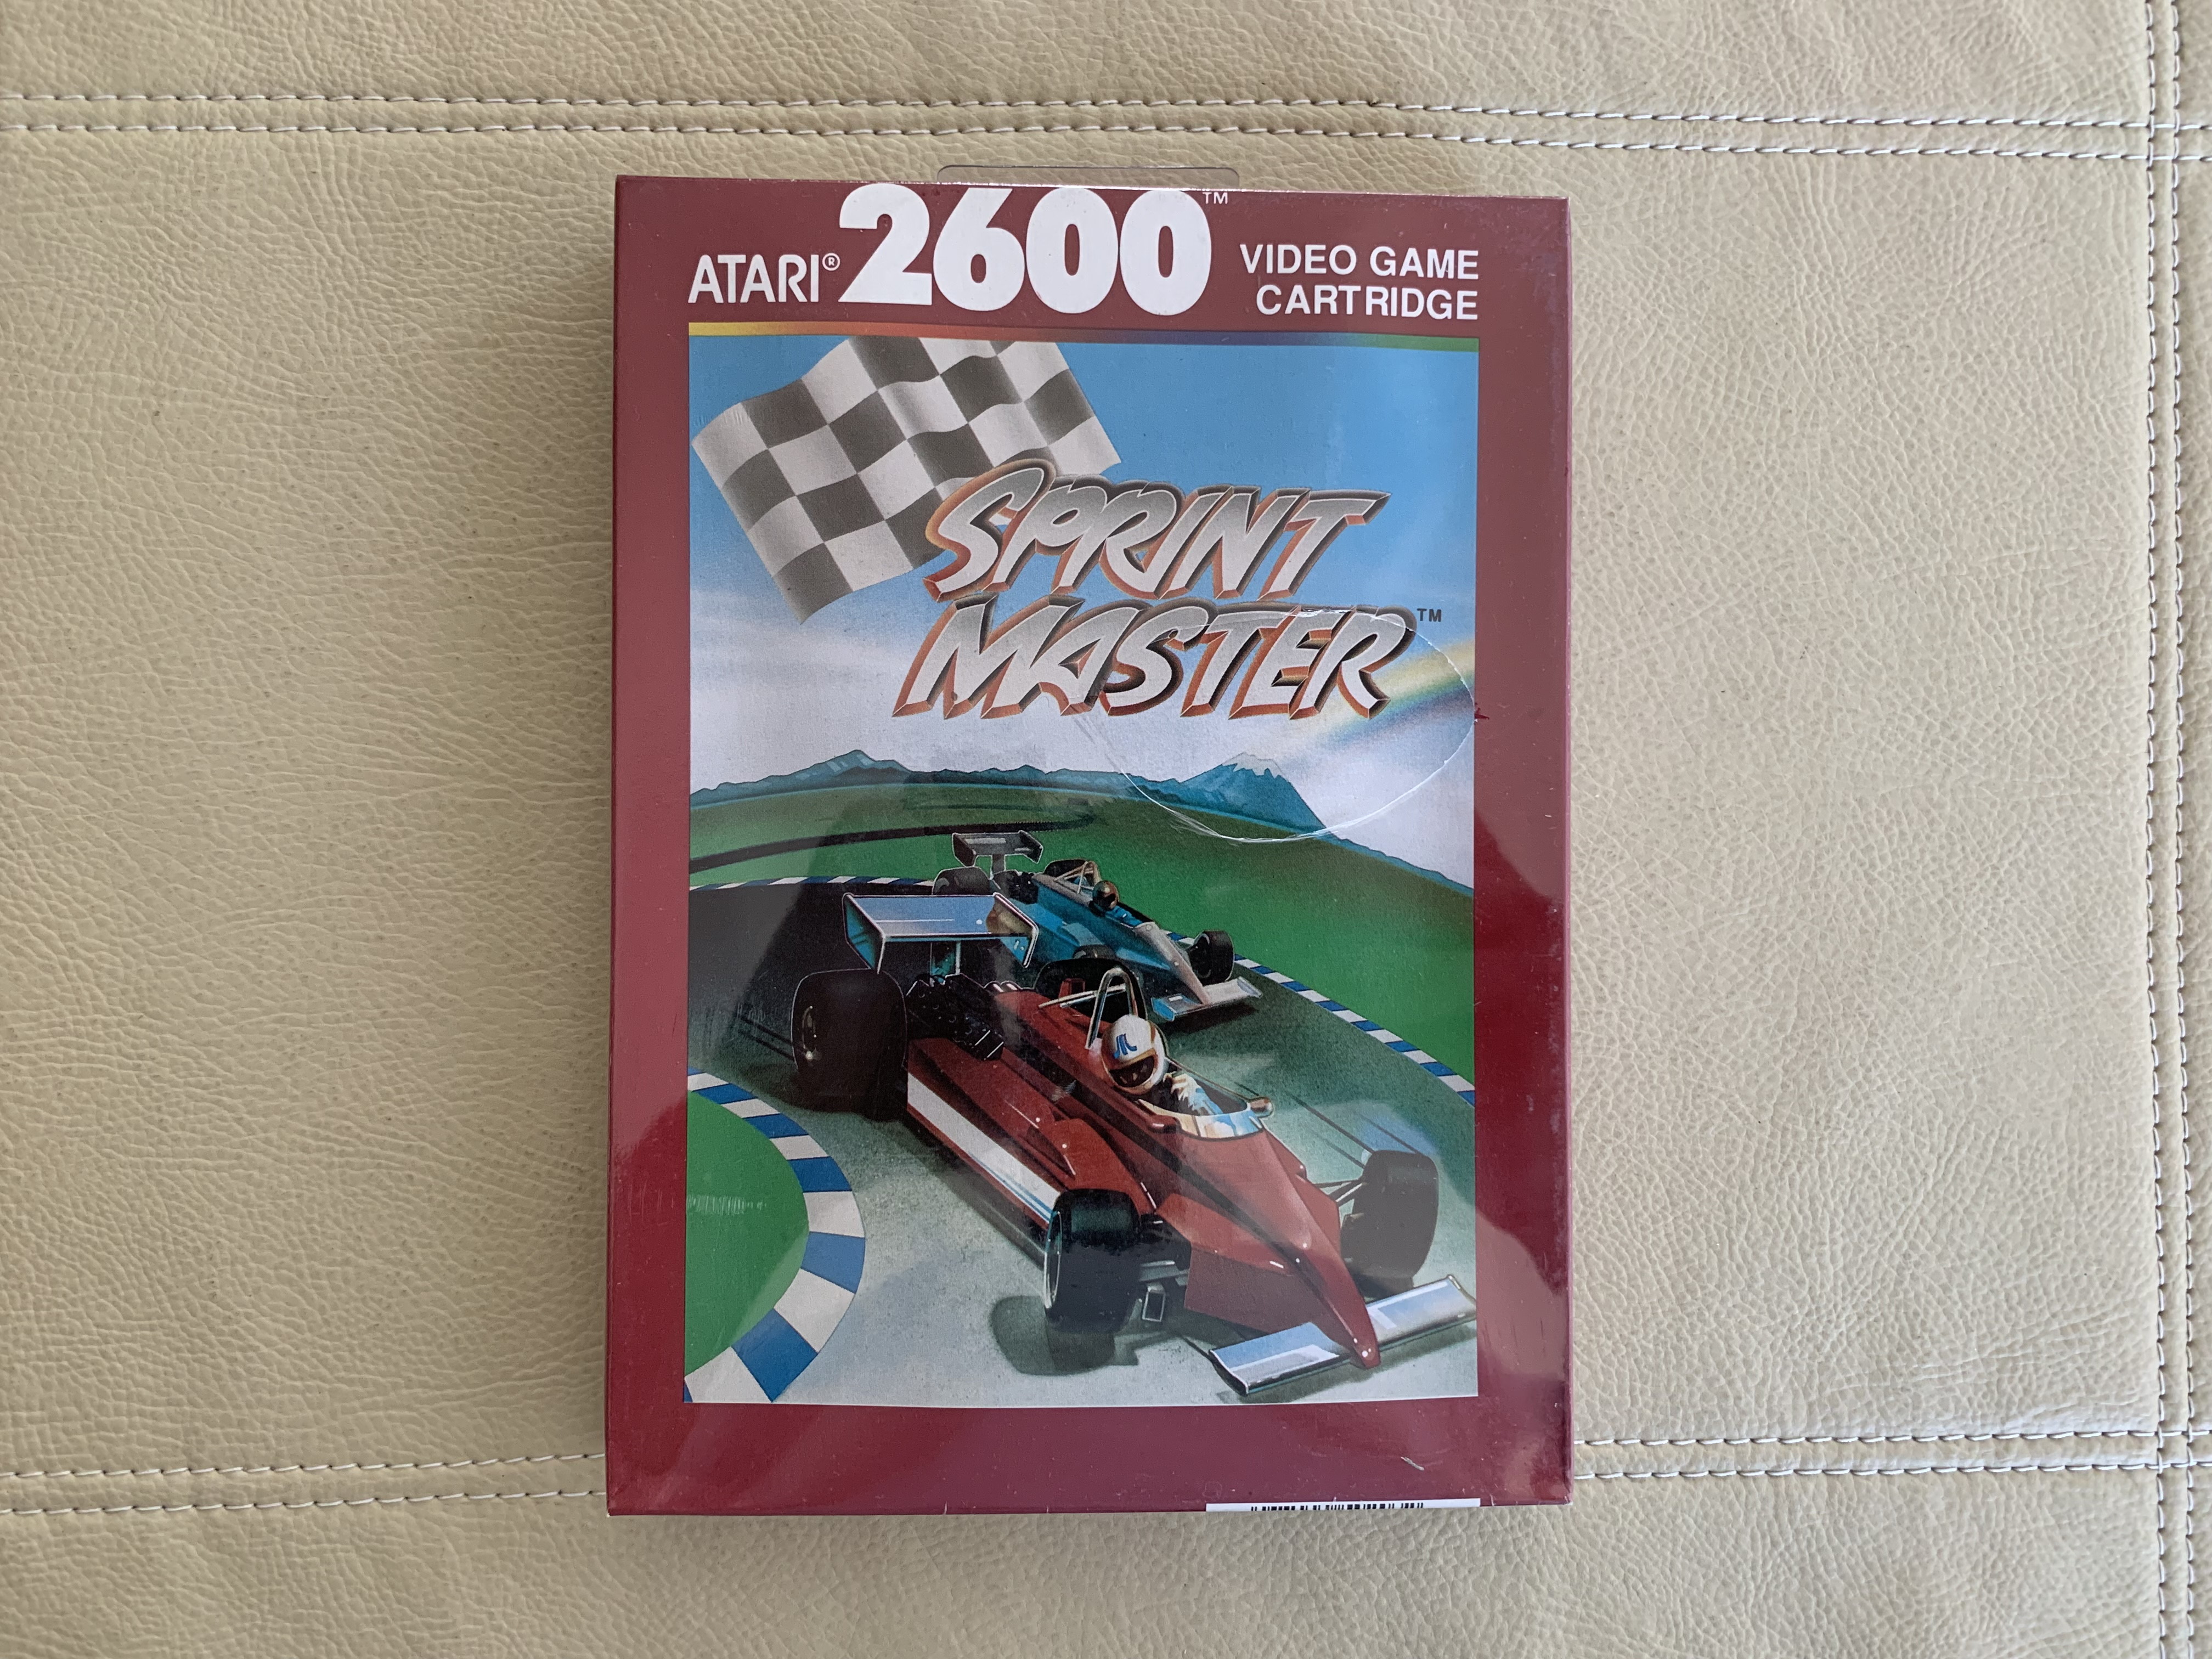 ATARI® 2600™ VIDEO GAME
CARTRIDGE
SPRINT
MASTER™